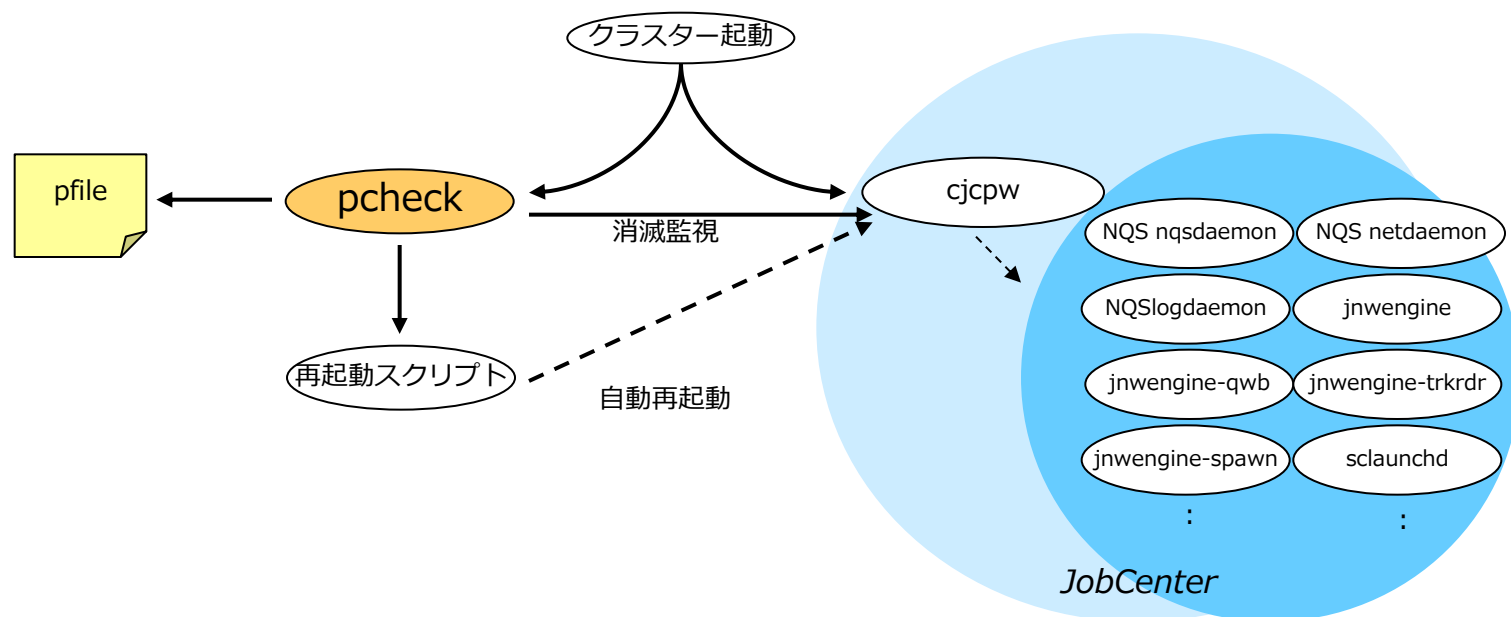 クラスター起動
pfile
pcheck
cjcpw
消滅監視
NQS nqsdaemon
NQS netdaemon
NQSlogdaemon
jnwengine
再起動スクリプト
自動再起動
jnwengine-qwb
jnwengine-trkrdr
jnwengine-spawn
sclaunchd
:
:
JobCenter